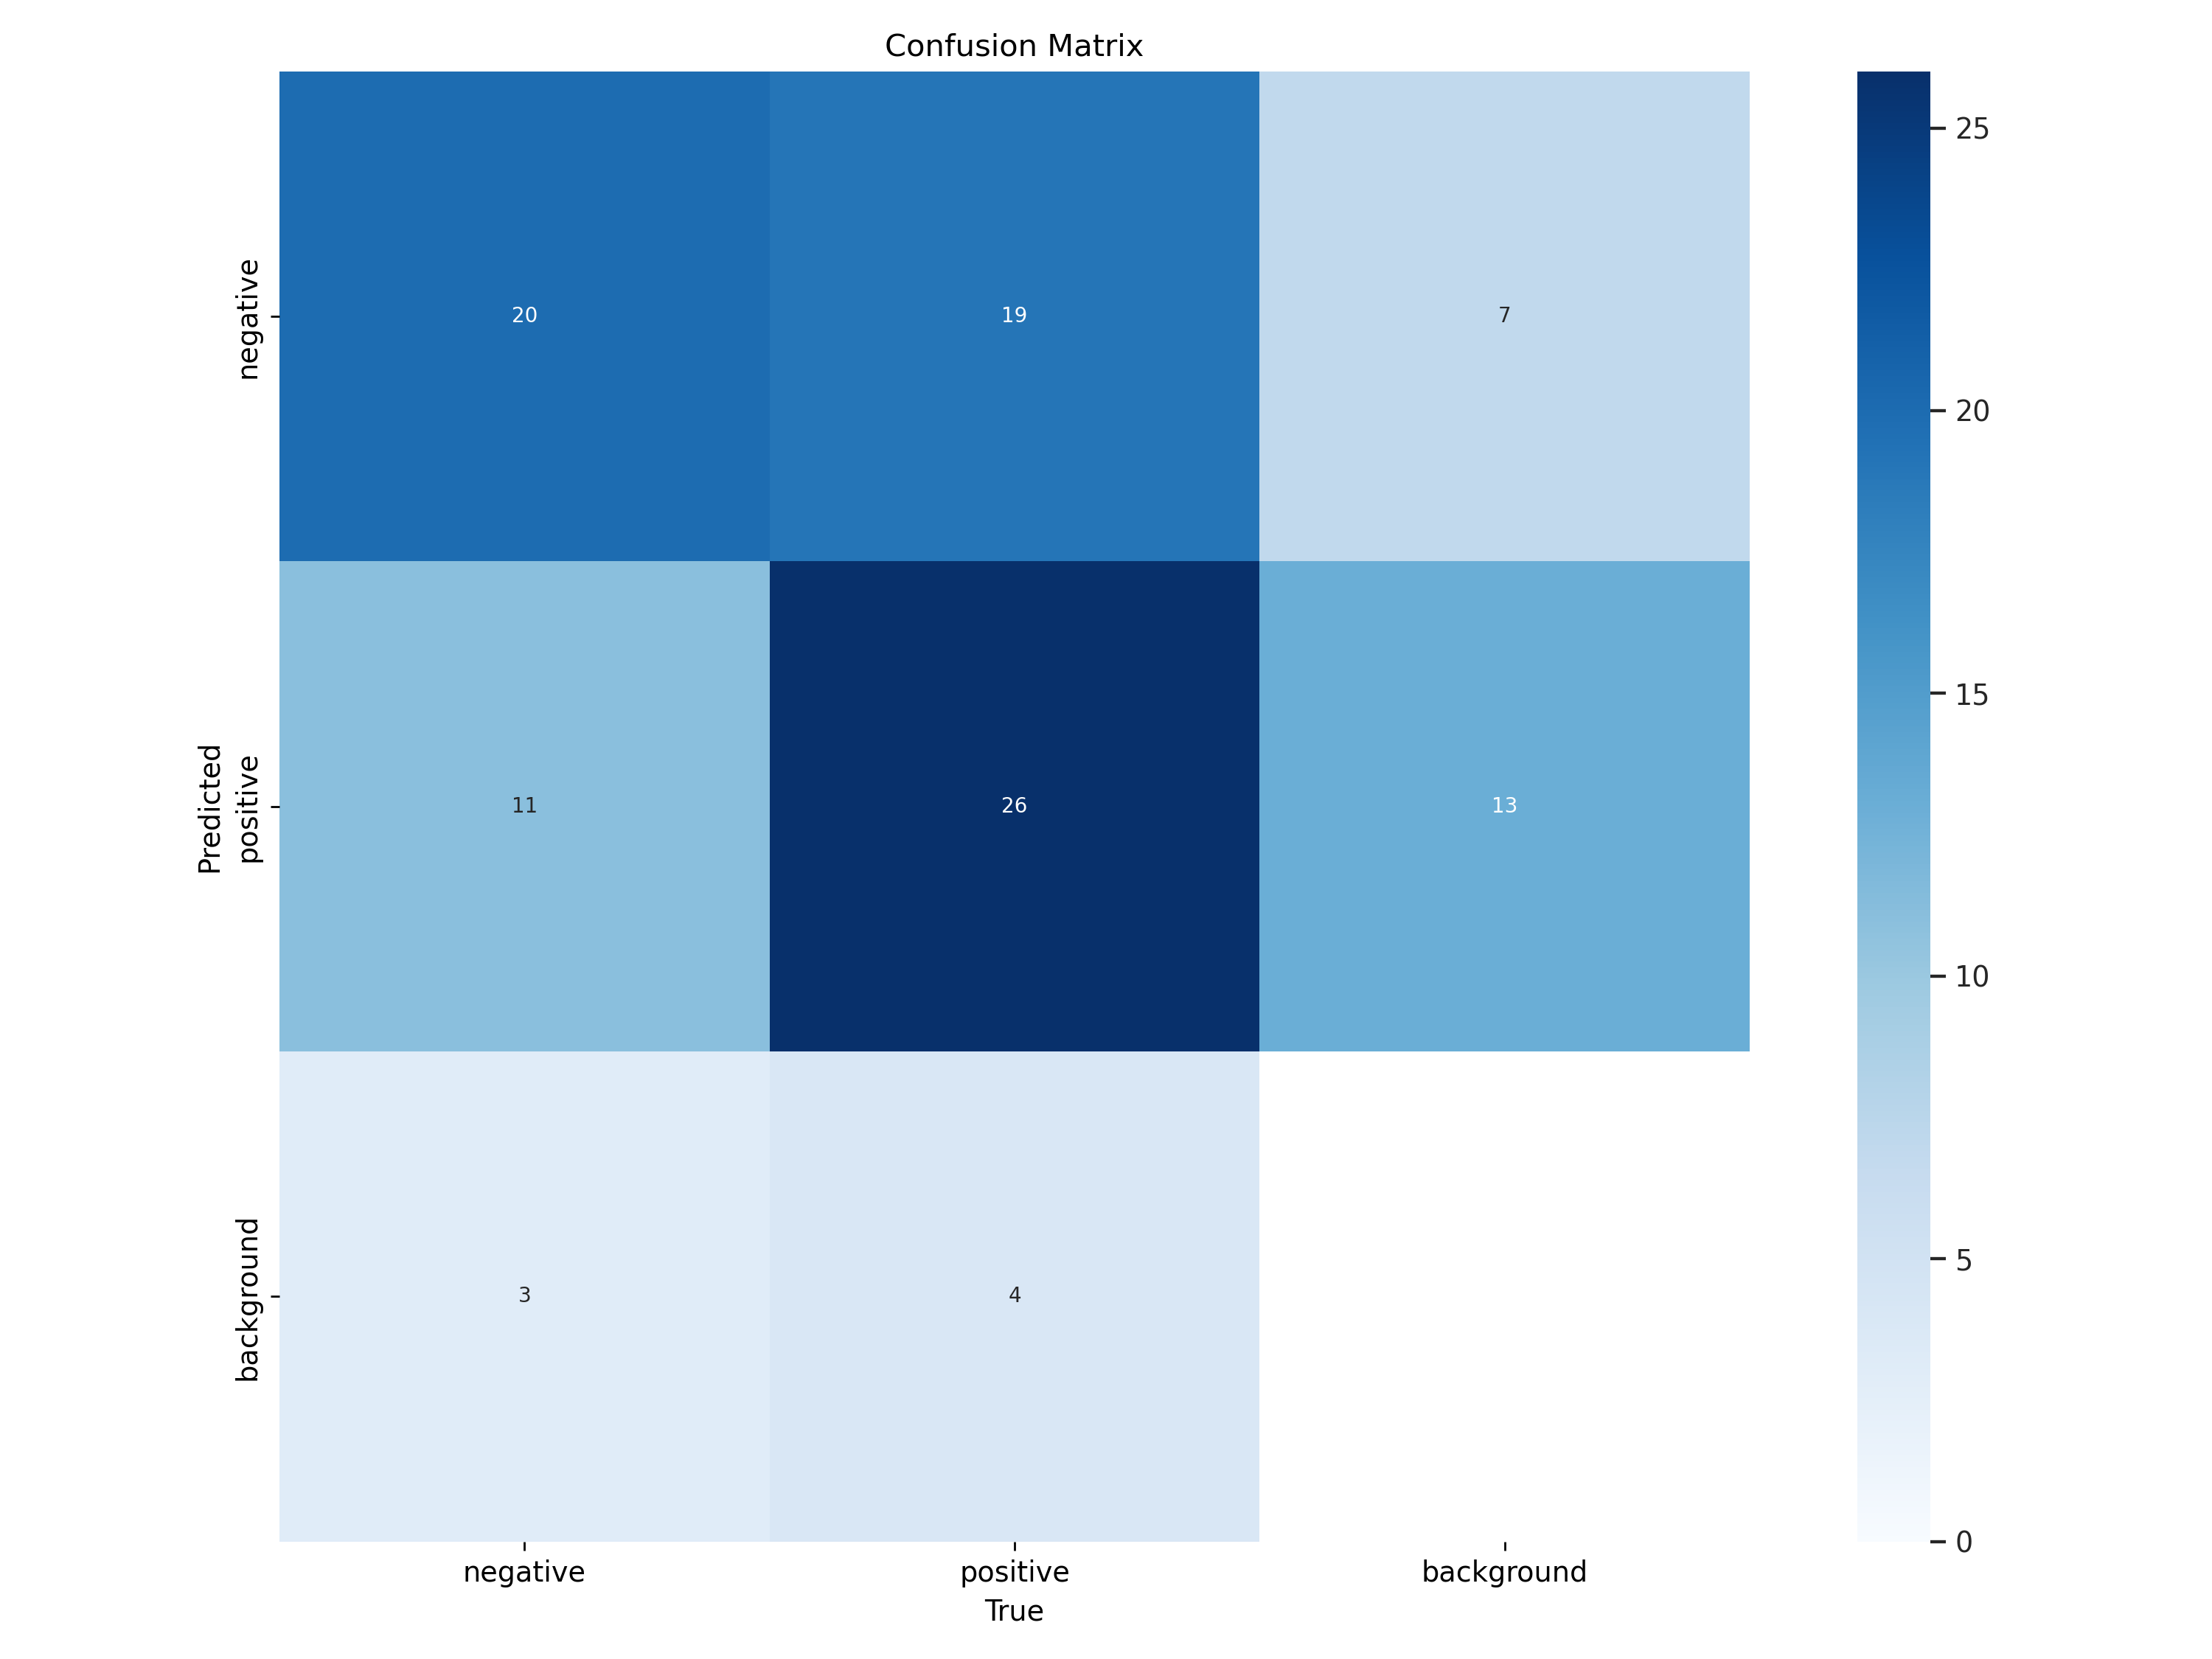 Confusion Matrix
negative
20
19
7
Predicted
positive
11
26
13
background
3
4
negative
positive
background
True
25
20
15
10
5
0